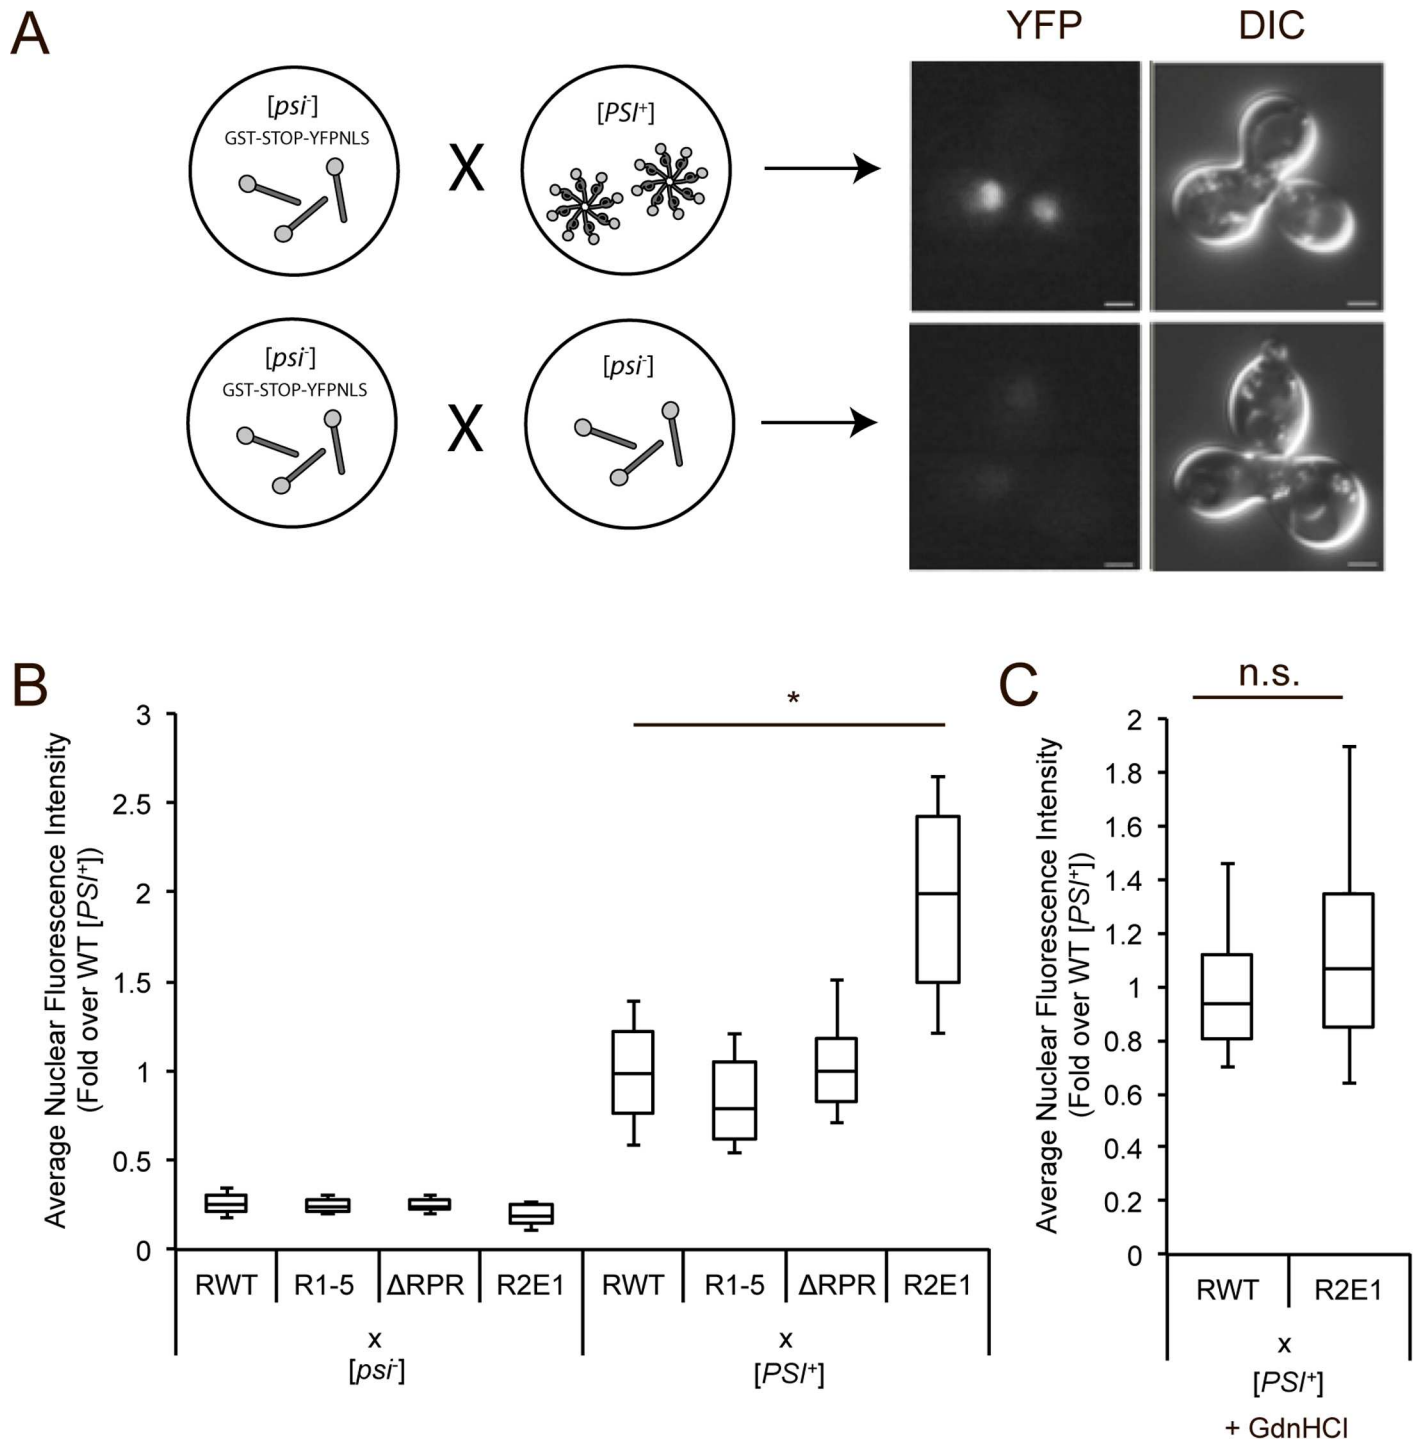 A
YFP
DIC
[psi-]
GST-STOP-YFPNLS
X
[PSI+]
[psi-]
GST-STOP-YFPNLS
X
[psi-]
B
Average Nuclear Fluorescence Intensity
(Fold over WT [PSI+])
3
2.5
2
1.5
1
0.5
0
*
RWT
R1-5
ΔRPR
R2E1
RWT
R1-5
ΔRPR
R2E1
x
[psi-]
x
[PSI+]
C
n.s.
Average Nuclear Fluorescence Intensity
(Fold over WT [PSI+])
2
1.8
1.6
1.4
1.2
1
0.8
0.6
0.4
0.2
0
RWT
R2E1
x
[PSI+]
+ GdnHCl